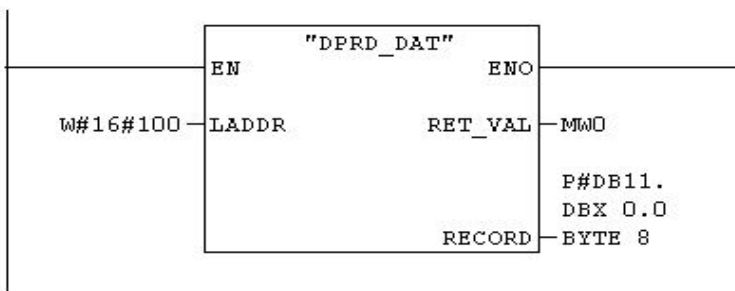 "DPRD_DAT"
EN ENO
W#16#100 LADDR RET_VAL MW0
P#DB11.
DBX 0.0
RECORD BYTE 8